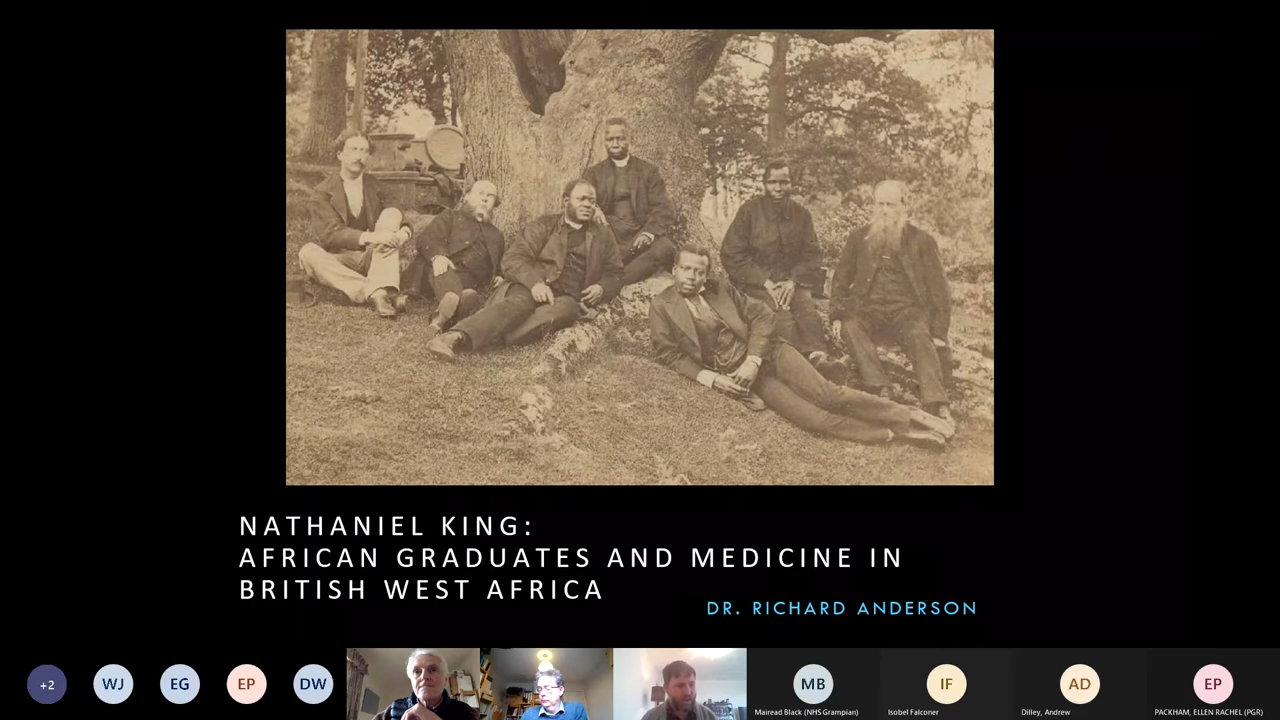 NATHANIEL KING:
AFRICAN GRADUATES AND MEDICINE IN
BRITISH WEST AFRICA
DR. RICHARD ANDERSON
+2
WJ
EG
EP
DW
MB
Mairead Black (NHS Grampian)
IF
Isobel Falconer
AD
Dilley, Andrew
EP
PACKHAM, ELLEN RACHEL (PGR)